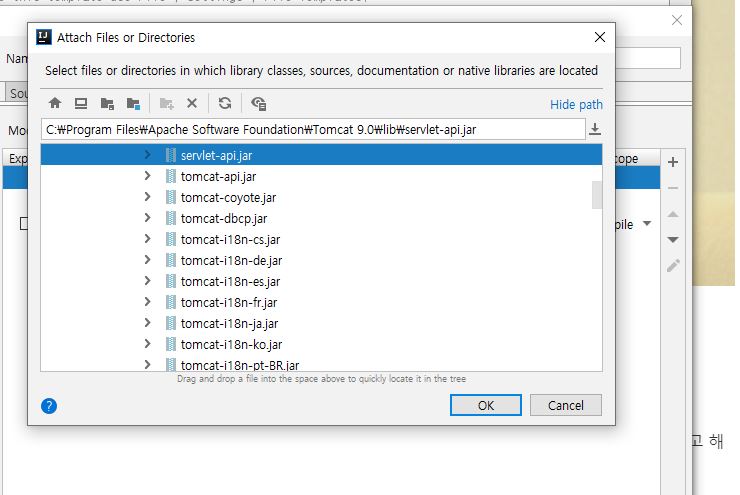 Attach Files or Directories
Nam
Select files or directories in which library classes, sources, documentation or native libraries are located
Sou
Hide path
Mod
C:₩Program Files₩Apache Software Foundation₩Tomcat 9.0₩lib₩servlet-api.jar
Exp
cope
servlet-api.jar
tomcat-api.jar
tomcat-coyote.jar
tomcat-dbcp.jar
pile
tomcat-i18n-cs.jar
tomcat-i18n-de.jar
tomcat-i18n-es.jar
tomcat-i18n-fr.jar
tomcat-i18n-ja.jar
tomcat-i18n-ko.jar
tomcat-i18n-pt-BR.jar
Drag and drop a file into the space above to quickly locate it in the tree
?
OK
Cancel
고 해